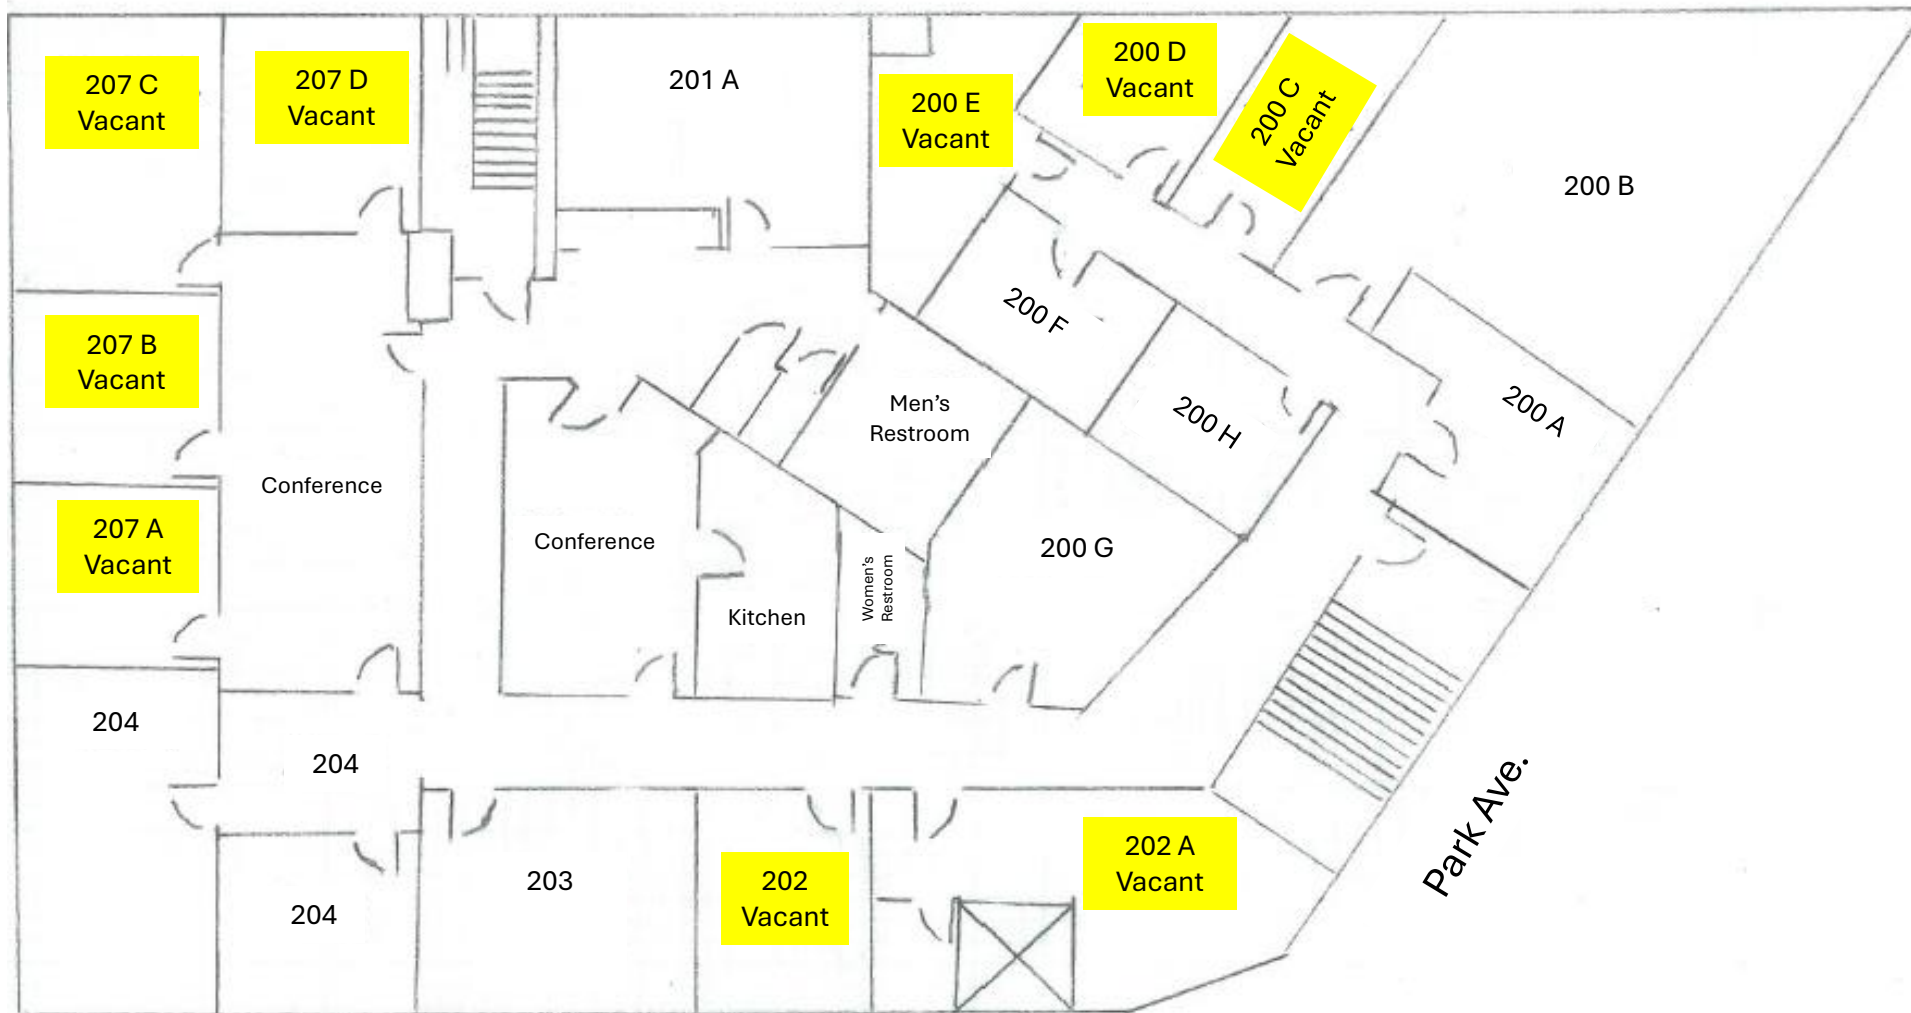 207 C
Vacant
207 D
Vacant
201 A
200 E
Vacant
200 D
Vacant
200 C
Vacant
200 B
207 B
Vacant
200 F
200 H
200 A
Men's
Restroom
207 A
Vacant
Conference
Conference
Kitchen
Women's
Restroom
200 G
204
204
204
203
202
Vacant
202 A
Vacant
Park Ave.